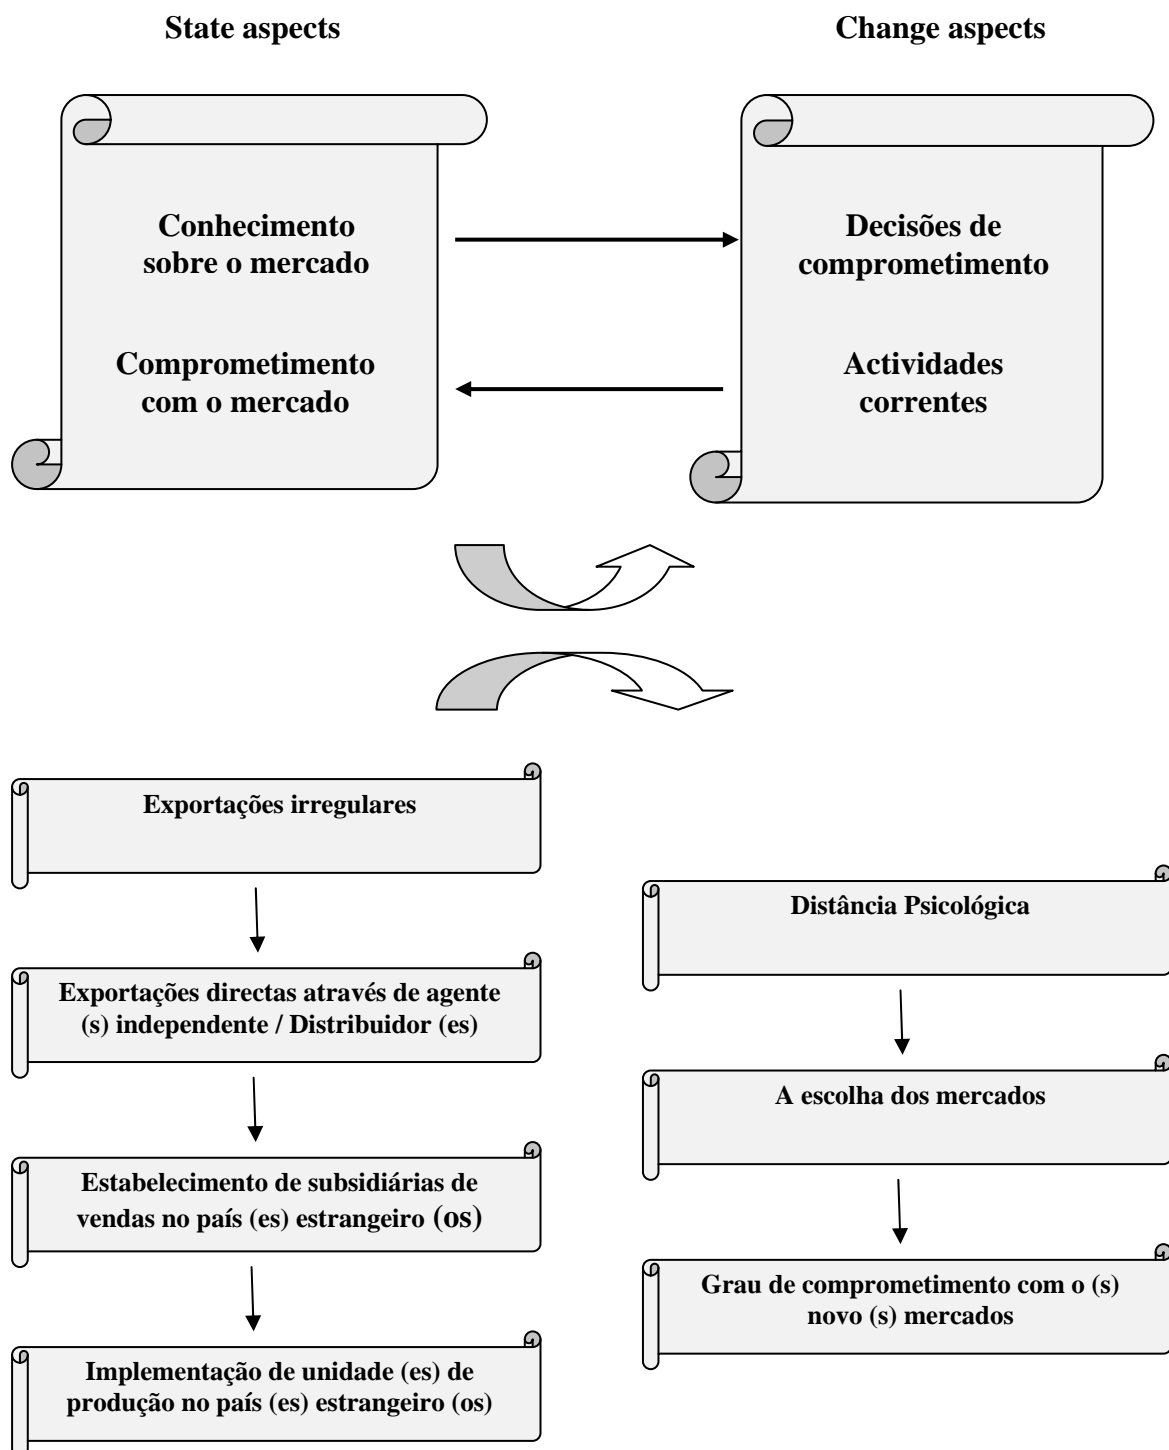 State aspects
Change aspects
Conhecimento
sobre o mercado
Comprometimento
com o mercado
Decisões de
comprometimento
Actividades
correntes
Exportações irregulares
Exportações directas através de agente
(s) independente / Distribuidor (es)
Estabelecimento de subsidiárias de
vendas no país (es) estrangeiro (os)
Implementação de unidade (es) de
produção no país (es) estrangeiro (os)
Distância Psicológica
A escolha dos mercados
Grau de comprometimento com o (s)
novo (s) mercados